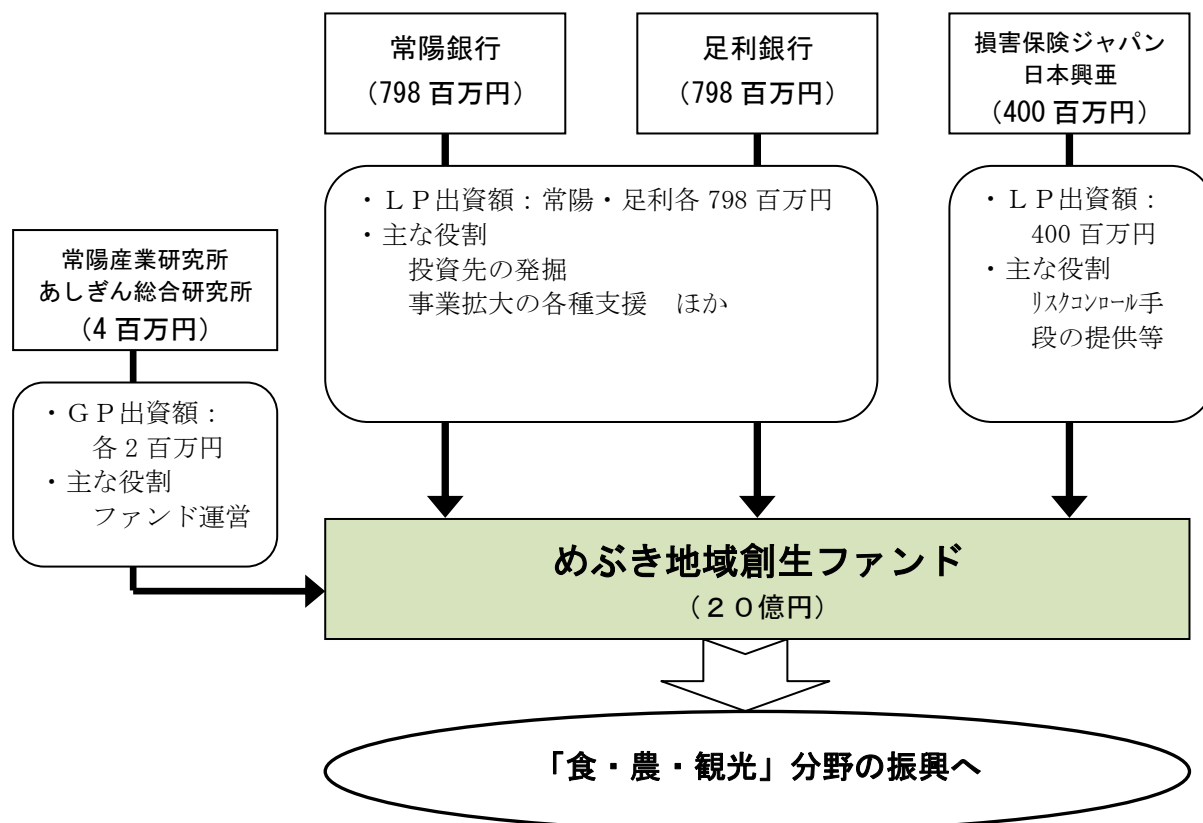 常陽銀行
（798 百万円）
足利銀行
（798 百万円）
損害保険ジャパン
日本興亜
（400 百万円）
・ＬＰ出資額：常陽・足利各 798 百万円
・主な役割
投資先の発掘
事業拡大の各種支援　ほか
・ＬＰ出資額：
400 百万円
・主な役割
ﾘｽｸｺﾝﾛｰﾙ手
段の提供等
常陽産業研究所
あしぎん総合研究所
（4 百万円）
・ＧＰ出資額：
各 2 百万円
・主な役割
ファンド運営
めぶき地域創生ファンド
（２０億円）
「食・農・観光」分野の振興へ